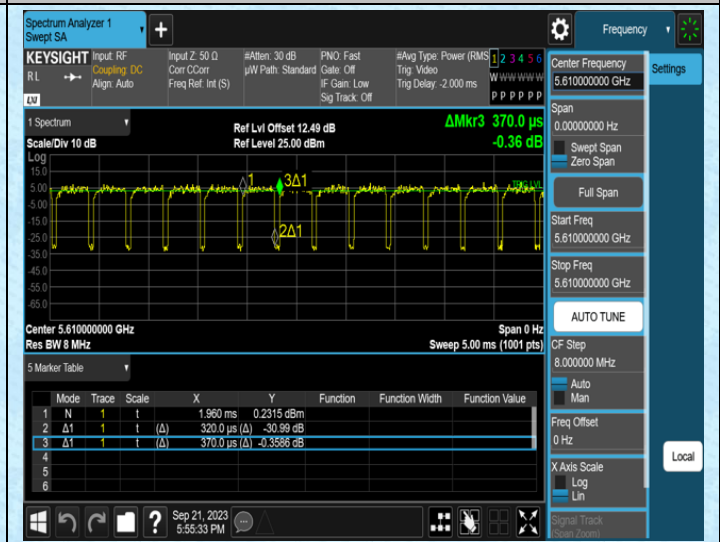 Spectrum Analyzer 1
Swept SA
+
Frequency
KEYSIGHT
RL
LXI
Input: RF
Coupling: DC
Align: Auto
Input Z: 50 Ω
Corr CCorr
Freq Ref: Int (S)
#Atten: 30 dB
µW Path: Standard
PNO: Fast
Gate: Off
IF Gain: Low
Sig Track: Off
#Avg Type: Power (RMS
Trig: Video
Trig Delay: -2.000 ms
1 2 3 4 5 6
W W W W W W
P P P P P P
1 Spectrum
Scale/Div 10 dB
Ref Lvl Offset 12.49 dB
Ref Level 25.00 dBm
ΔMkr3 370.0 µs
-0.36 dB
Log
15.0
5.00
-5.00
-15.0
-25.0
-35.0
-45.0
-55.0
-65.0
1
3Δ1
2Δ1
TRIG LVL
Center 5.610000000 GHz
Res BW 8 MHz
Span 0 Hz
Sweep 5.00 ms (1001 pts)
5 Marker Table
Mode Trace Scale X Y Function Function Width Function Value
1 N 1 t 1.960 ms 0.2315 dBm
2 Δ1 1 t (Δ) 320.0 µs (Δ) -30.99 dB
3 Δ1 1 t (Δ) 370.0 µs (Δ) -0.3586 dB
4
5
6
?
Sep 21, 2023
5:55:33 PM
Center Frequency
5.610000000 GHz
Span
0.00000000 Hz
Swept Span
Zero Span
Full Span
Start Freq
5.610000000 GHz
Stop Freq
5.610000000 GHz
AUTO TUNE
CF Step
8.000000 MHz
Auto
Man
Freq Offset
0 Hz
X Axis Scale
Log
Lin
Signal Track
(Span Zoom)
Settings
Local